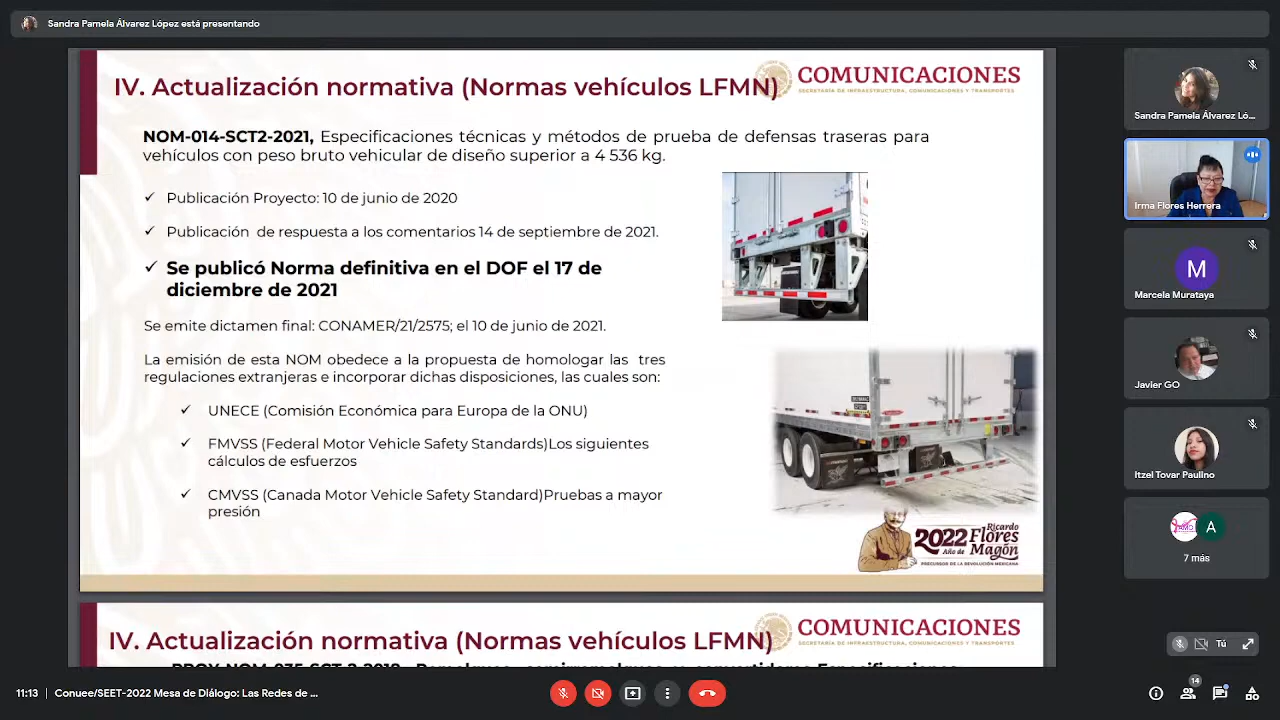 Sandra Pamela Álvarez López está presentando
IV. Actualización normativa (Normas vehículos LFMN)
COMUNICACIONES
SECRETARÍA DE INFRAESTRUCTURA, COMUNICACIONES Y TRANSPORTES
NOM-014-SCT2-2021, Especificaciones técnicas y métodos de prueba de defensas traseras para
vehículos con peso bruto vehicular de diseño superior a 4 536 kg.
✓ Publicación Proyecto: 10 de junio de 2020
✓ Publicación de respuesta a los comentarios 14 de septiembre de 2021.
✓ Se publicó Norma definitiva en el DOF el 17 de
diciembre de 2021
Se emite dictamen final: CONAMER/21/2575; el 10 de junio de 2021.
La emisión de esta NOM obedece a la propuesta de homologar las tres
regulaciones extranjeras e incorporar dichas disposiciones, las cuales son:
✓ UNECE (Comisión Económica para Europa de la ONU)
✓ FMVSS (Federal Motor Vehicle Safety Standards)Los siguientes
cálculos de esfuerzos
✓ CMVSS (Canada Motor Vehicle Safety Standard)Pruebas a mayor
presión
2022 Ricardo
Flores
Año de Magón
PRECURSOR DE LA REVOLUCIÓN MEXICANA
IV. Actualización normativa (Normas vehículos LFMN)
COMUNICACIONES
SECRETARÍA DE INFRAESTRUCTURA, COMUNICACIONES Y TRANSPORTES
Sandra Pamela Álvarez Ló...
Irma Flores Herrera
M
Marcela Murataya
Javier GO
Itzel Tovar Paulino
A
7 más
Tú
11:13 | Conuee/SEET-2022 Mesa de Diálogo: Las Redes de ...
14